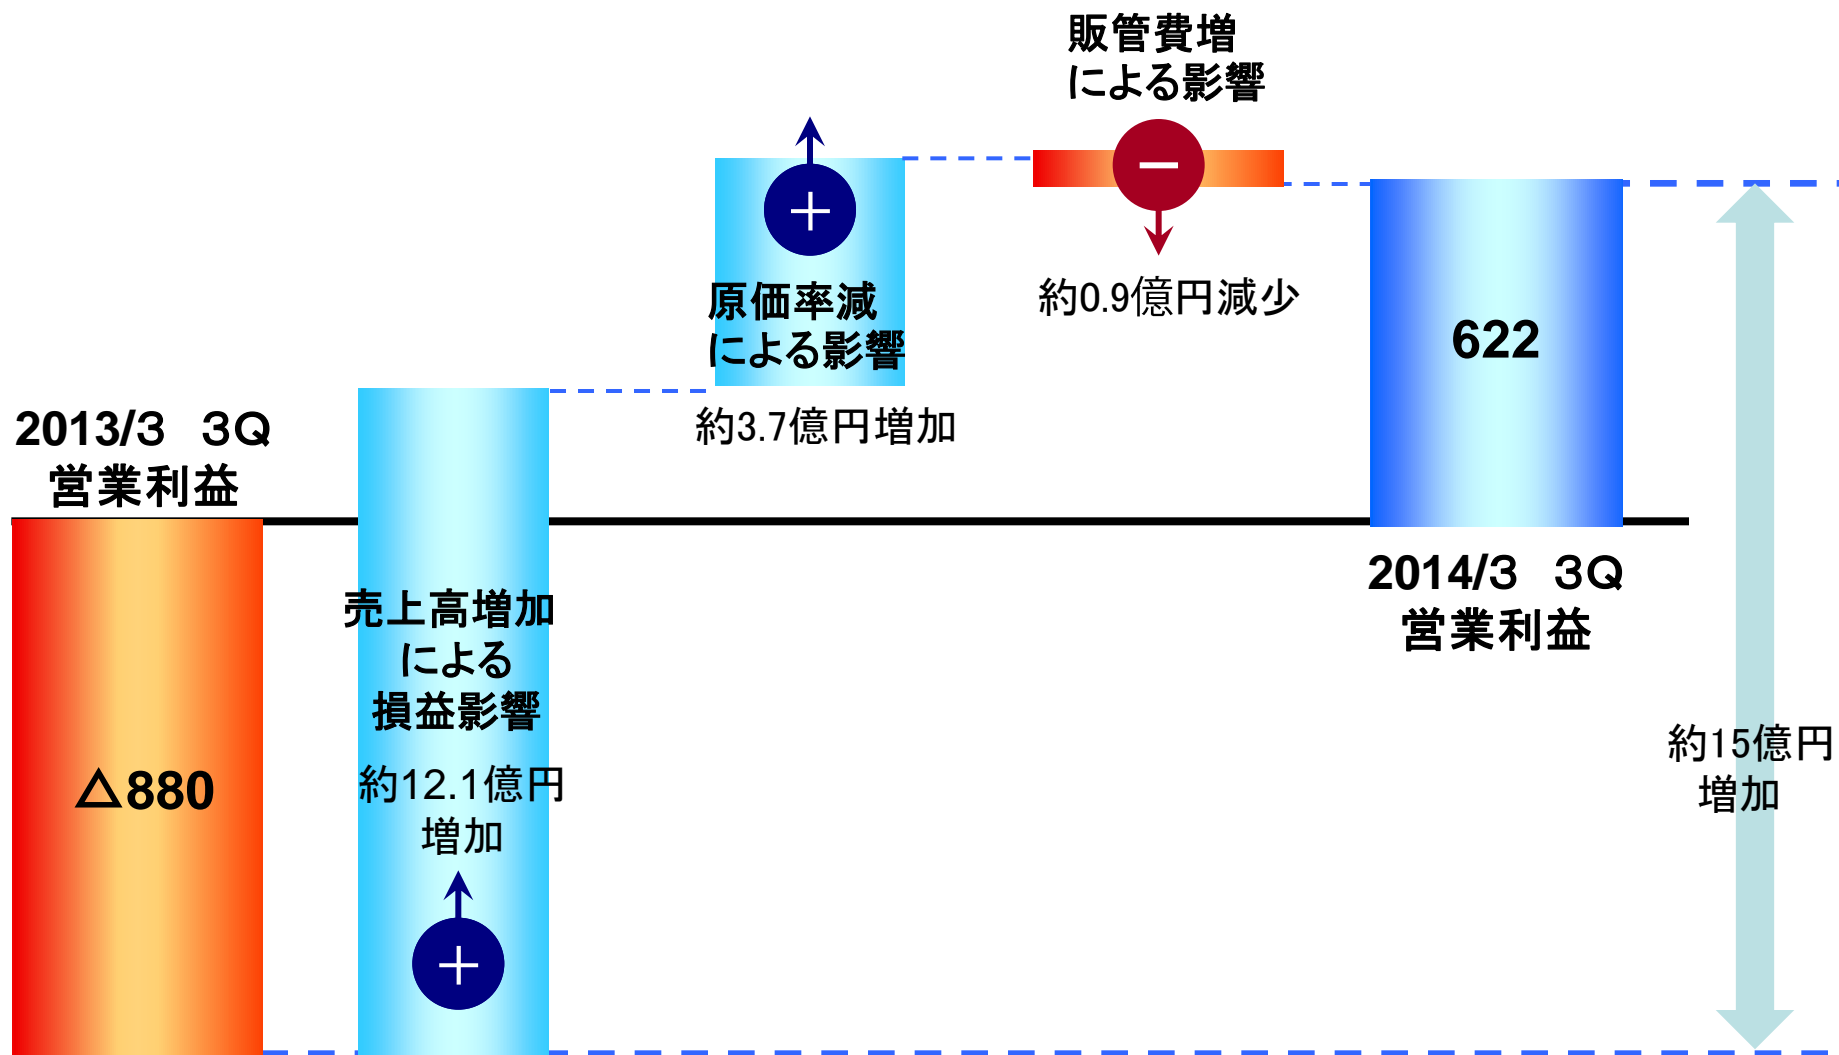 2013/３　３Q
営業利益
△880
売上高増加
による
損益影響
約12.1億円
増加
＋
＋
原価率減
による影響
約3.7億円増加
販管費増
による影響
－
約0.9億円減少
622
2014/３　３Q
営業利益
約15億円
増加